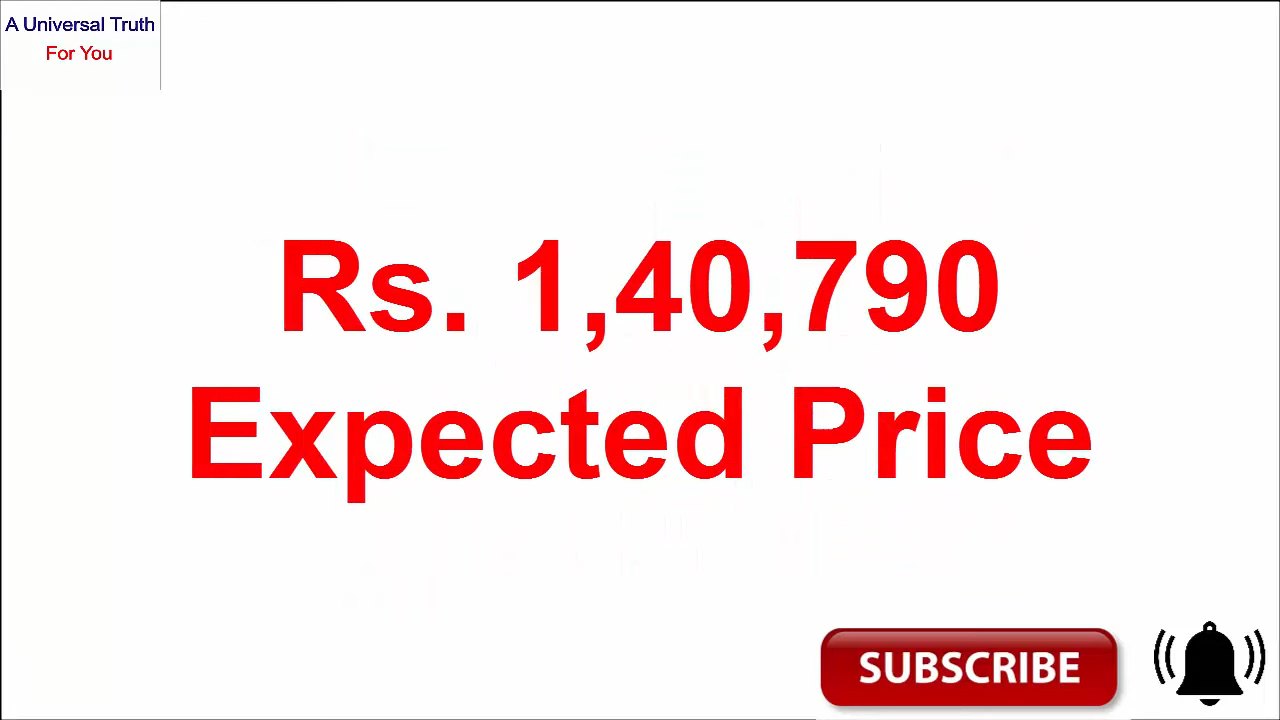 A Universal Truth
For You
Rs. 1,40,790
Expected Price
SUBSCRIBE